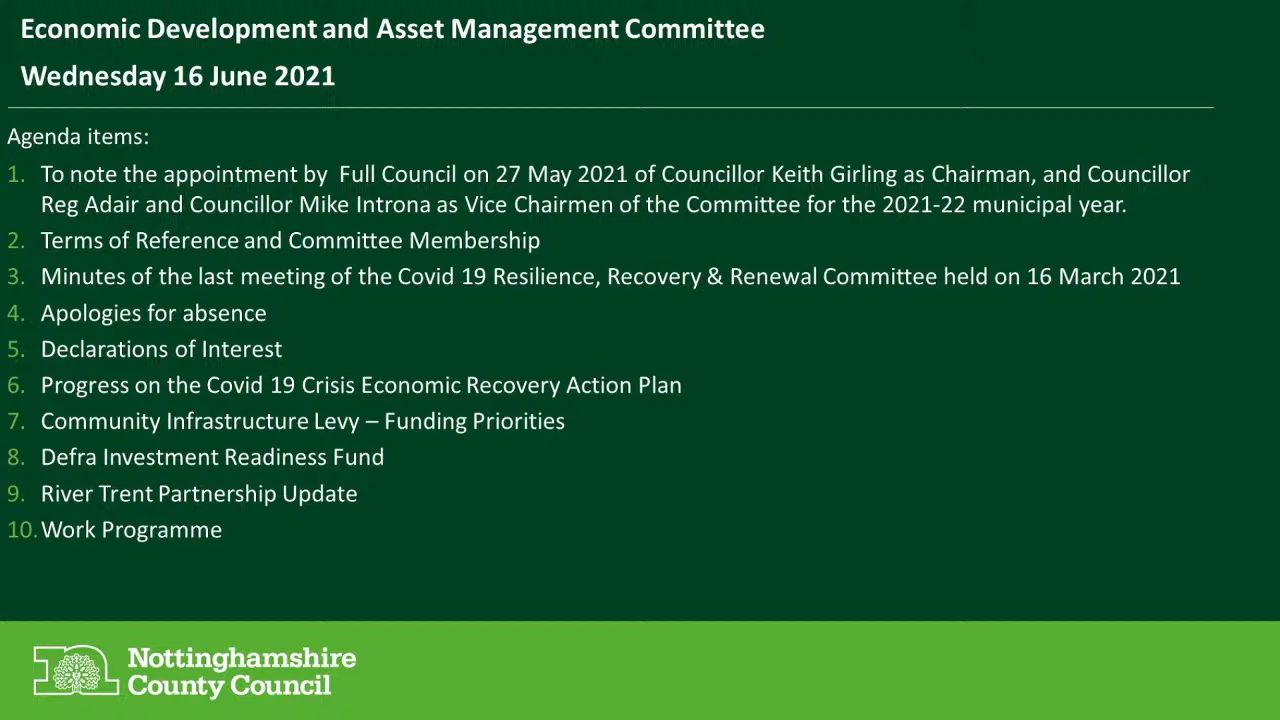 Economic Development and Asset Management Committee
Wednesday 16 June 2021
Agenda items:
1. To note the appointment by Full Council on 27 May 2021 of Councillor Keith Girling as Chairman, and Councillor
Reg Adair and Councillor Mike Introna as Vice Chairmen of the Committee for the 2021-22 municipal year.
2. Terms of Reference and Committee Membership
3. Minutes of the last meeting of the Covid 19 Resilience, Recovery & Renewal Committee held on 16 March 2021
4. Apologies for absence
5. Declarations of Interest
6. Progress on the Covid 19 Crisis Economic Recovery Action Plan
7. Community Infrastructure Levy – Funding Priorities
8. Defra Investment Readiness Fund
9. River Trent Partnership Update
10. Work Programme
Nottinghamshire
County Council